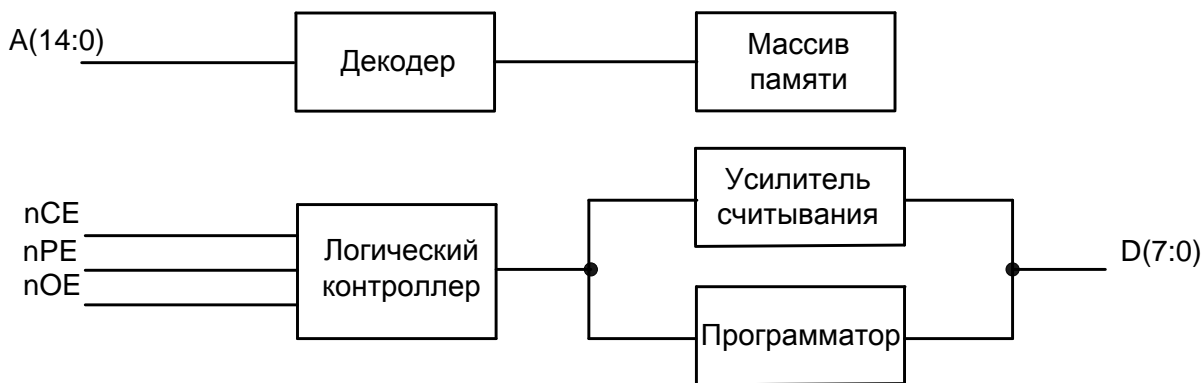 A(14:0)
Декодер
Массив
памяти
nCE
nPE
nOE
Логический
контроллер
Усилитель
считывания
Программатор
D(7:0)